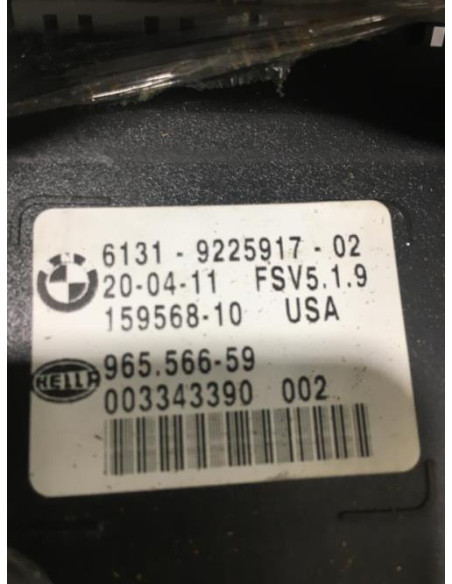 6131 - 9225917 - 02
20-04-11 FSV5.1.9
159568-10 USA
HELLA
965.566-59
003343390 002